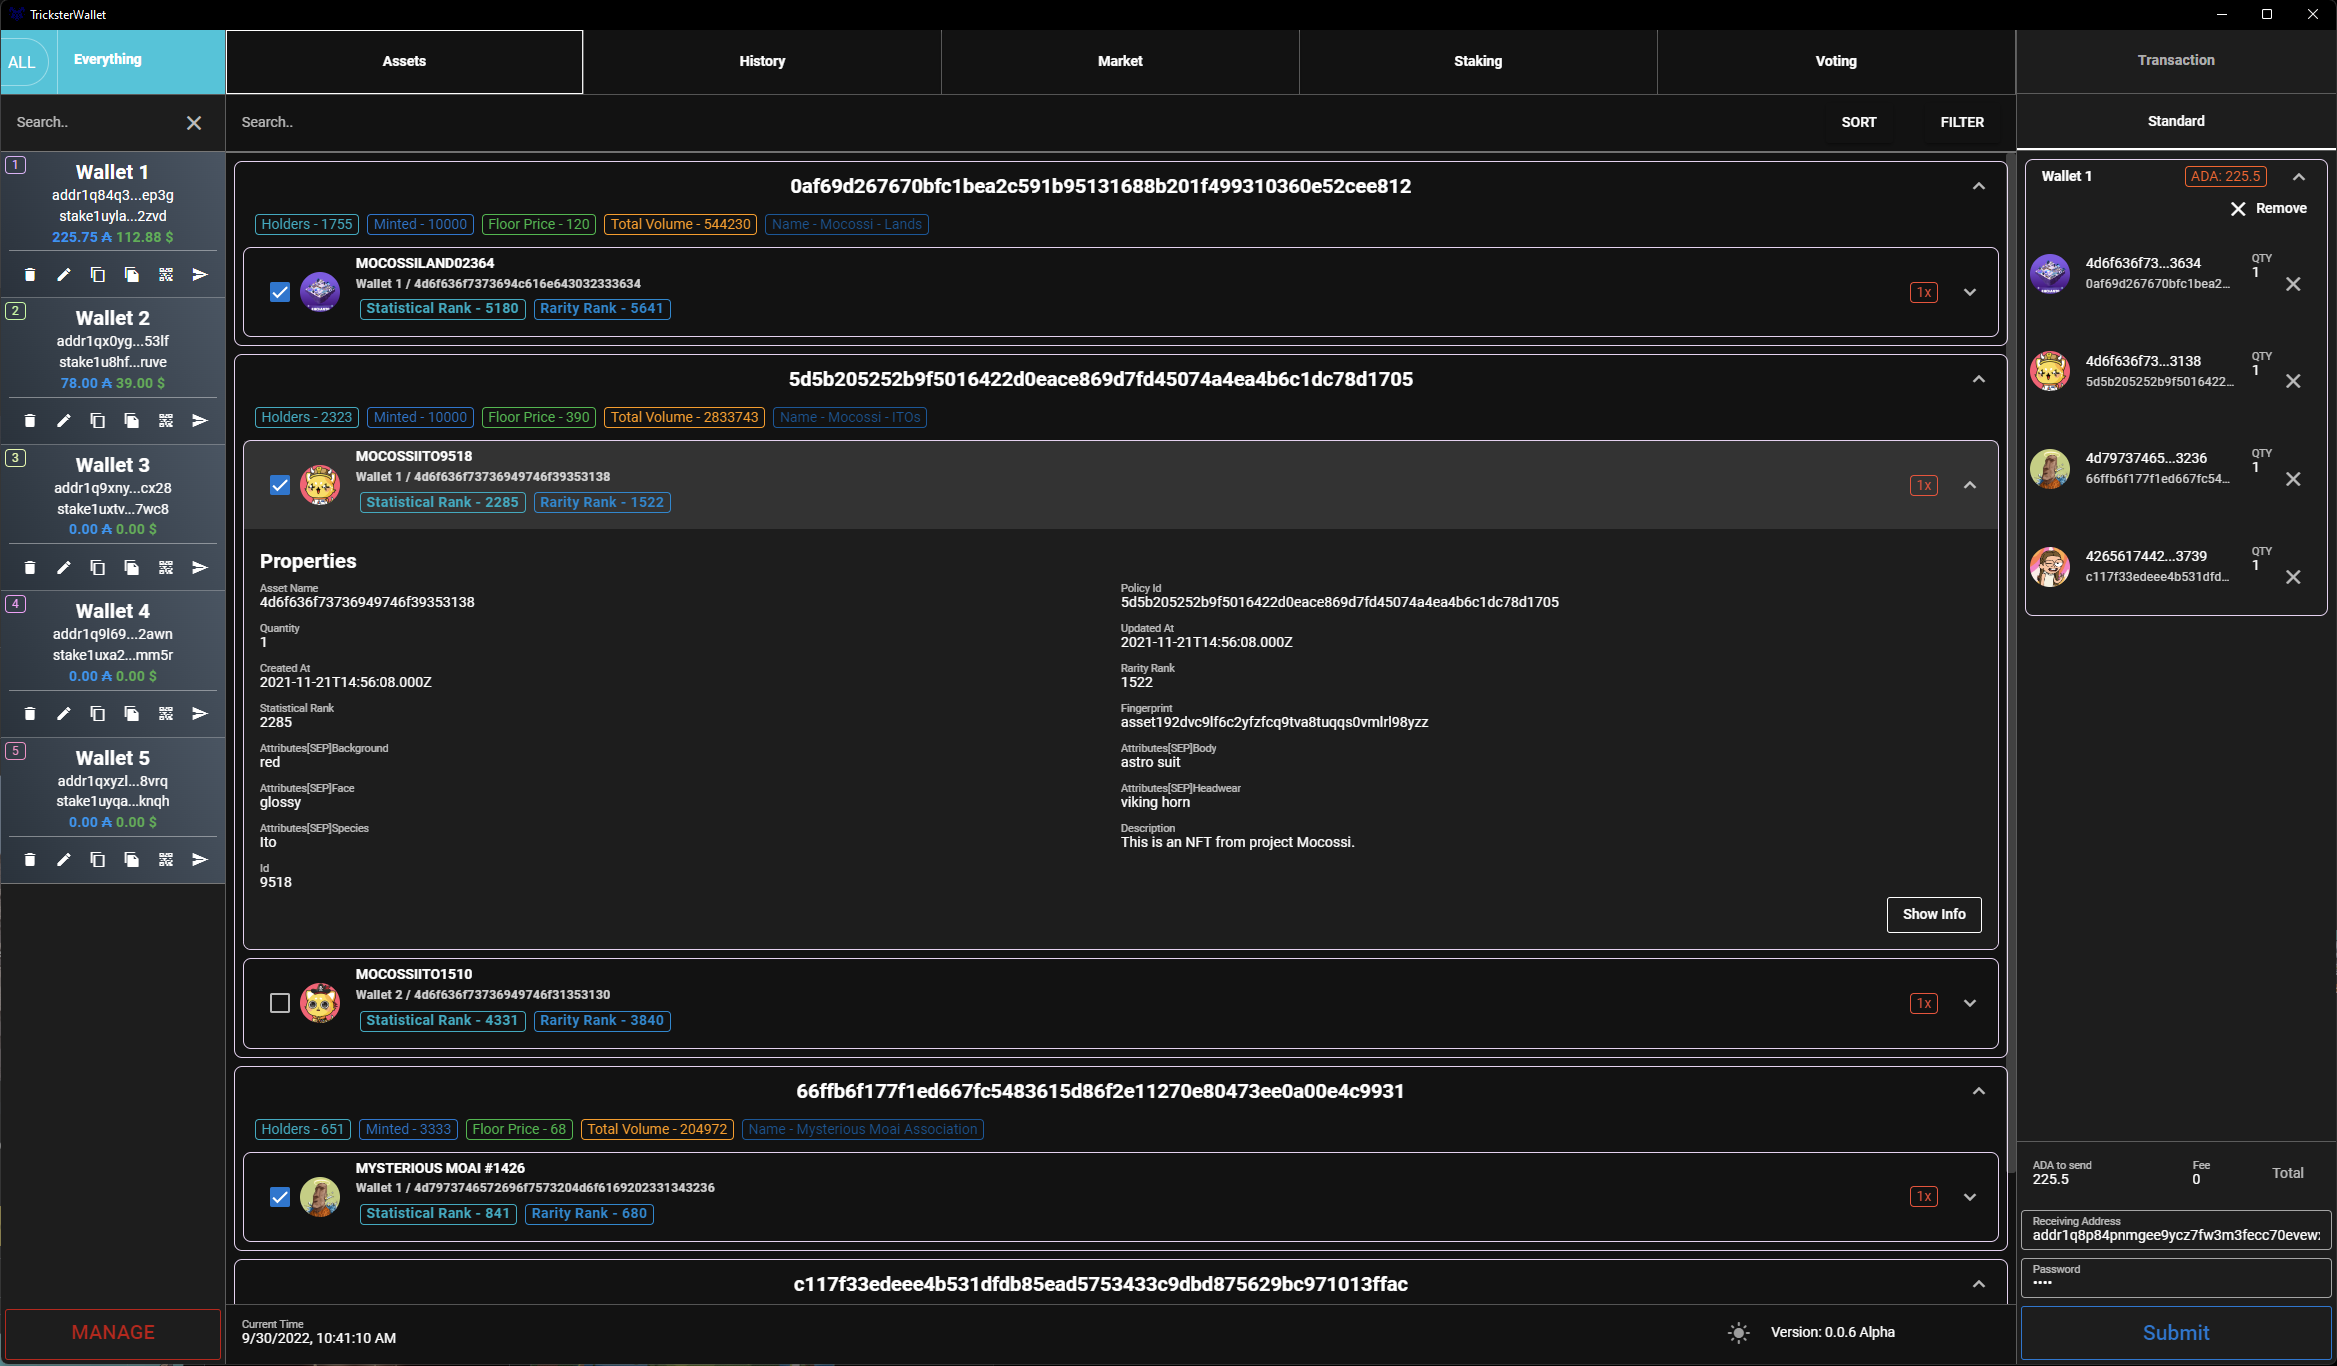 TricksterWallet
ALL
Everything
Assets
History
Market
Staking
Voting
Transaction
Search..
Search..
SORT
FILTER
Standard
1
Wallet 1
addr1q84q3...ep3g
stake1uyla...2zvd
225.75 ₳ 112.88 $
2
Wallet 2
addr1qx0yg...53lf
stake1u8hf...ruve
78.00 ₳ 39.00 $
3
Wallet 3
addr1q9xny...cx28
stake1uxtv...7wc8
0.00 ₳ 0.00 $
4
Wallet 4
addr1q9l69...2awn
stake1uxa2...mm5r
0.00 ₳ 0.00 $
5
Wallet 5
addr1qxyzl...8vrq
stake1uyqa...knqh
0.00 ₳ 0.00 $
MANAGE
0af69d267670bfc1bea2c591b95131688b201f499310360e52cee812
Holders - 1755
Minted - 10000
Floor Price - 120
Total Volume - 544230
Name - Mocossi - Lands
MOCOSSILAND02364
Wallet 1 / 4d6f636f7373694c616e643032333634
Statistical Rank - 5180
Rarity Rank - 5641
1x
5d5b205252b9f5016422d0eace869d7fd45074a4ea4b6c1dc78d1705
Holders - 2323
Minted - 10000
Floor Price - 390
Total Volume - 2833743
Name - Mocossi - ITOs
MOCOSSIITO9518
Wallet 1 / 4d6f636f73736949746f39353138
Statistical Rank - 2285
Rarity Rank - 1522
1x
Properties
Asset Name
4d6f636f73736949746f39353138
Policy Id
5d5b205252b9f5016422d0eace869d7fd45074a4ea4b6c1dc78d1705
Quantity
1
Updated At
2021-11-21T14:56:08.000Z
Created At
2021-11-21T14:56:08.000Z
Rarity Rank
1522
Statistical Rank
2285
Fingerprint
asset192dvc9lf6c2yfzfcq9tva8tuqqs0vmlrl98yzz
Attributes[SEP]Background
red
Attributes[SEP]Body
astro suit
Attributes[SEP]Face
glossy
Attributes[SEP]Headwear
viking horn
Attributes[SEP]Species
Ito
Description
This is an NFT from project Mocossi.
Id
9518
Show Info
MOCOSSIITO1510
Wallet 2 / 4d6f636f73736949746f31353130
Statistical Rank - 4331
Rarity Rank - 3840
1x
66ffb6f177f1ed667fc5483615d86f2e11270e80473ee0a00e4c9931
Holders - 651
Minted - 3333
Floor Price - 68
Total Volume - 204972
Name - Mysterious Moai Association
MYSTERIOUS MOAI #1426
Wallet 1 / 4d7973746572696f7573204d6f6169202331343236
Statistical Rank - 841
Rarity Rank - 680
1x
c117f33edeee4b531dfdb85ead5753433c9dbd875629bc971013ffac
Current Time
9/30/2022, 10:41:10 AM
Version: 0.0.6 Alpha
Wallet 1
ADA: 225.5
Remove
4d6f636f73...3634
0af69d267670bfc1bea2...
QTY
1
4d6f636f73...3138
5d5b205252b9f5016422...
QTY
1
4d79737465...3236
66ffb6f177f1ed667fc54...
QTY
1
4265617442...3739
c117f33edeee4b531dfd...
QTY
1
ADA to send
225.5
Fee
0
Total
Receiving Address
addr1q8p84pnmgee9ycz7fw3m3fecc70evew
Password
••••
Submit